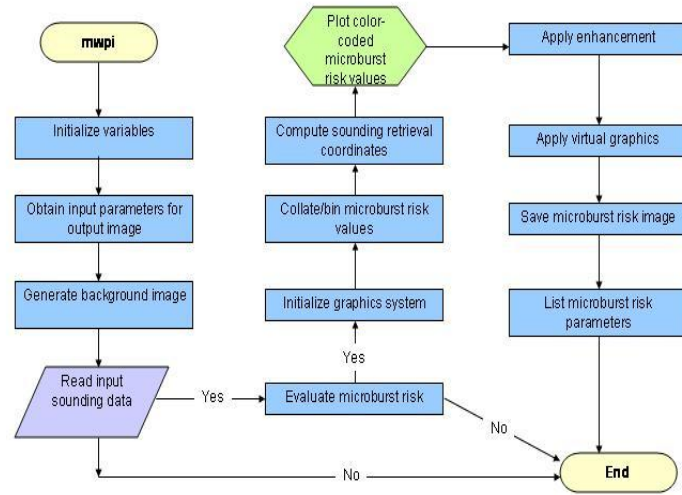 mwpi
Initialize variables
Obtain input parameters for
output image
Generate background image
Read input
sounding data
Yes
No
Evaluate microburst risk
Yes
No
Initialize graphics system
Collate/bin microburst risk
values
Compute sounding retrieval
coordinates
Plot color-
coded
microburst
risk values
Apply enhancement
Apply virtual graphics
Save microburst risk image
List microburst risk
parameters
End